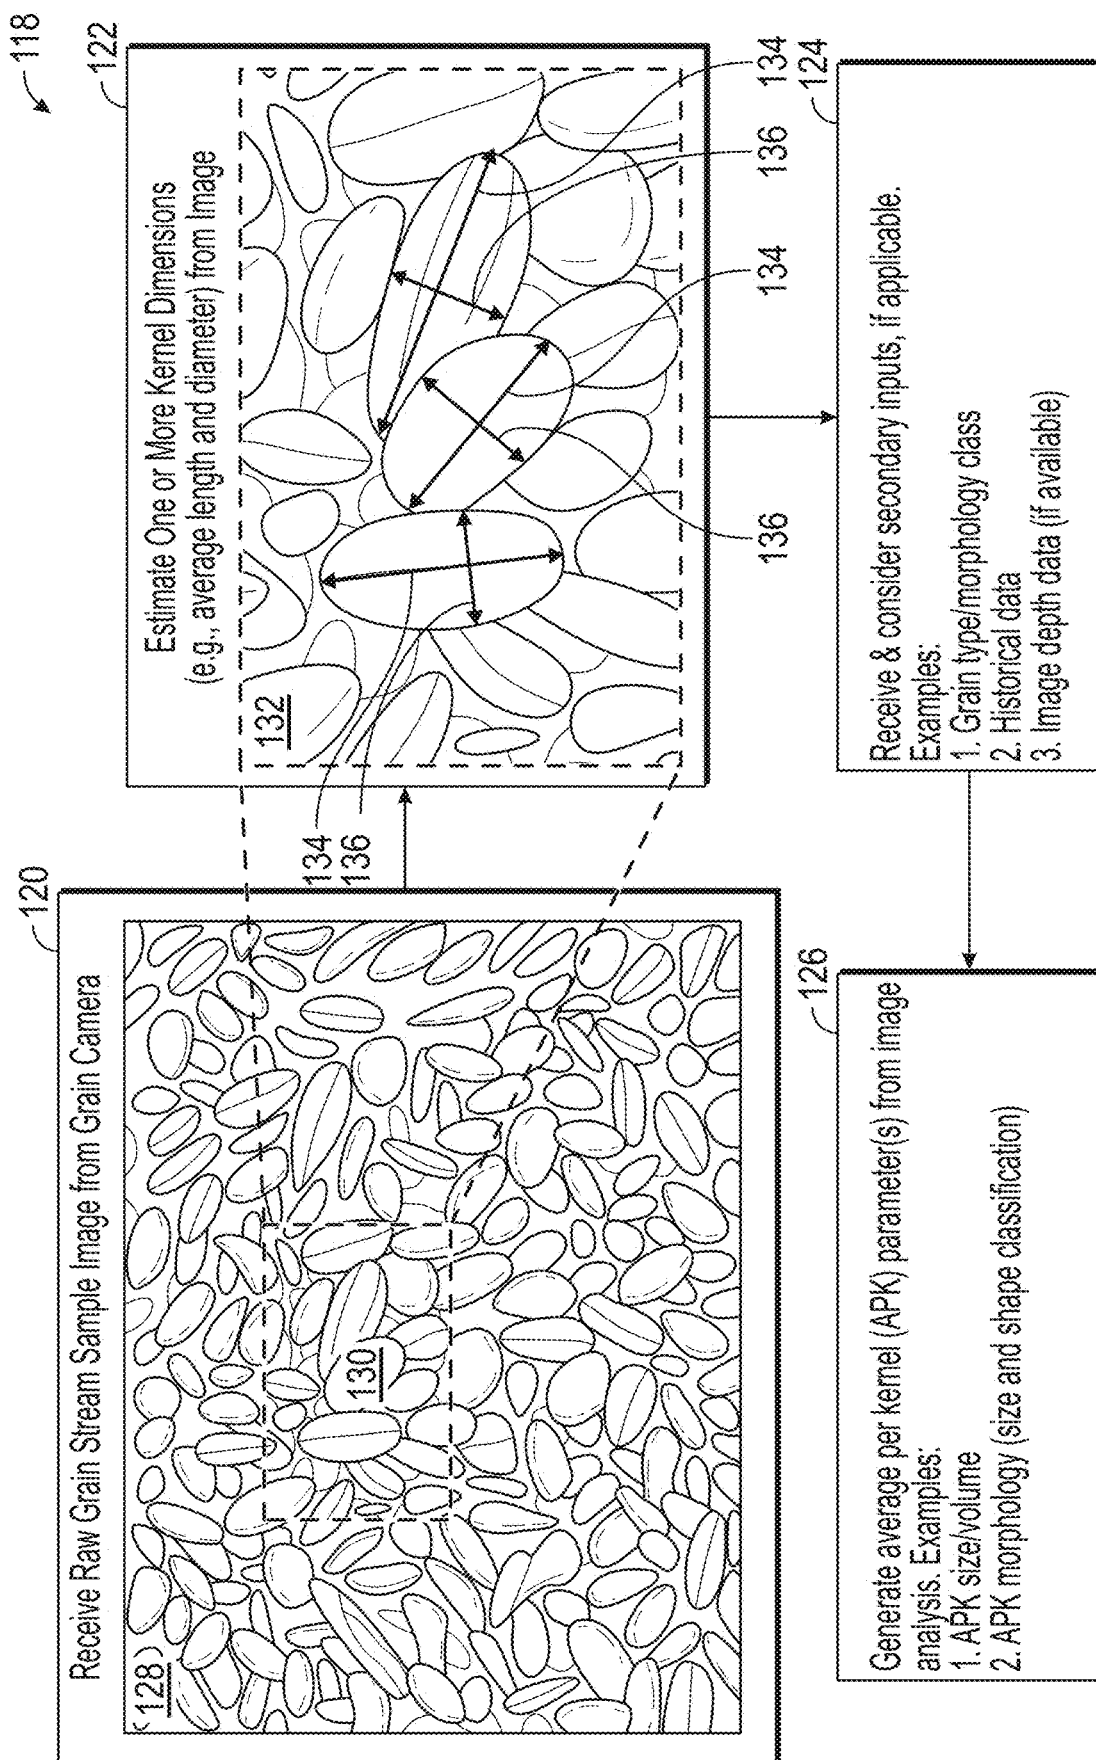 118
120
Receive Raw Grain Stream Sample Image from Grain Camera
128
130
122
Estimate One or More Kernel Dimensions
(e.g., average length and diameter) from Image
132
134
136
134
136
134
136
124
Receive & consider secondary inputs, if applicable.
Examples:
1. Grain type/morphology class
2. Historical data
3. Image depth data (if available)
126
Generate average per kernel (APK) parameter(s) from image
analysis. Examples:
1. APK size/volume
2. APK morphology (size and shape classification)